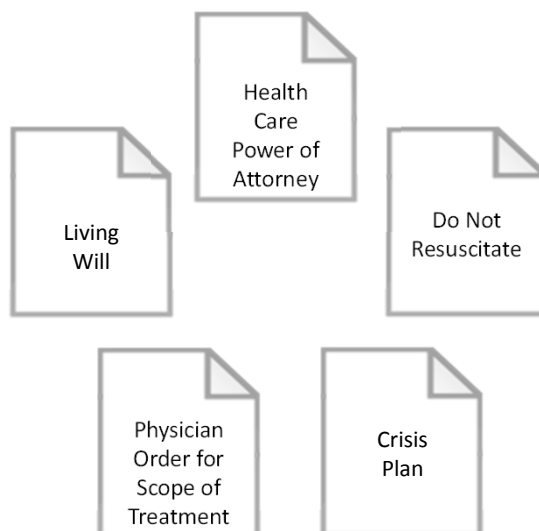 Health
Care
Power of
Attorney
Living
Will
Do Not
Resuscitate
Physician
Order for
Scope of
Treatment
Crisis
Plan